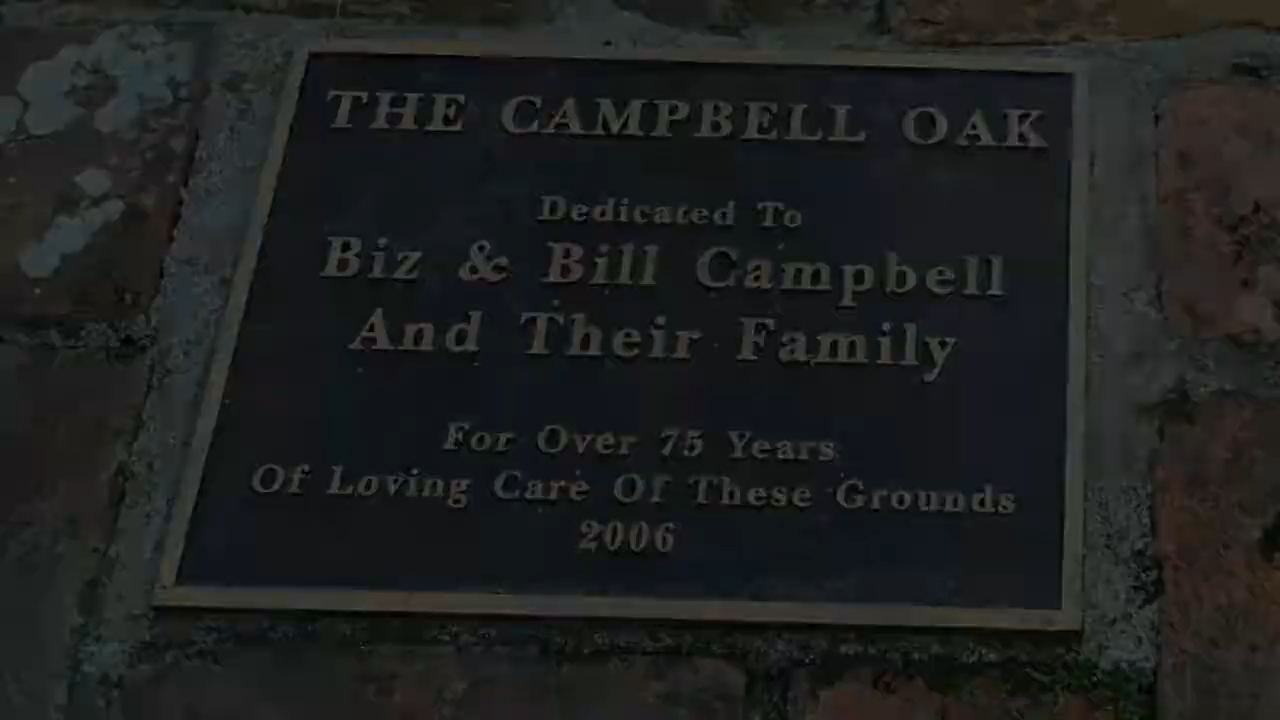 THE CAMPBELL OAK
Dedicated To
Biz & Bill Campbell
And Their Family
For Over 75 Years
Of Loving Care Of These Grounds
2006